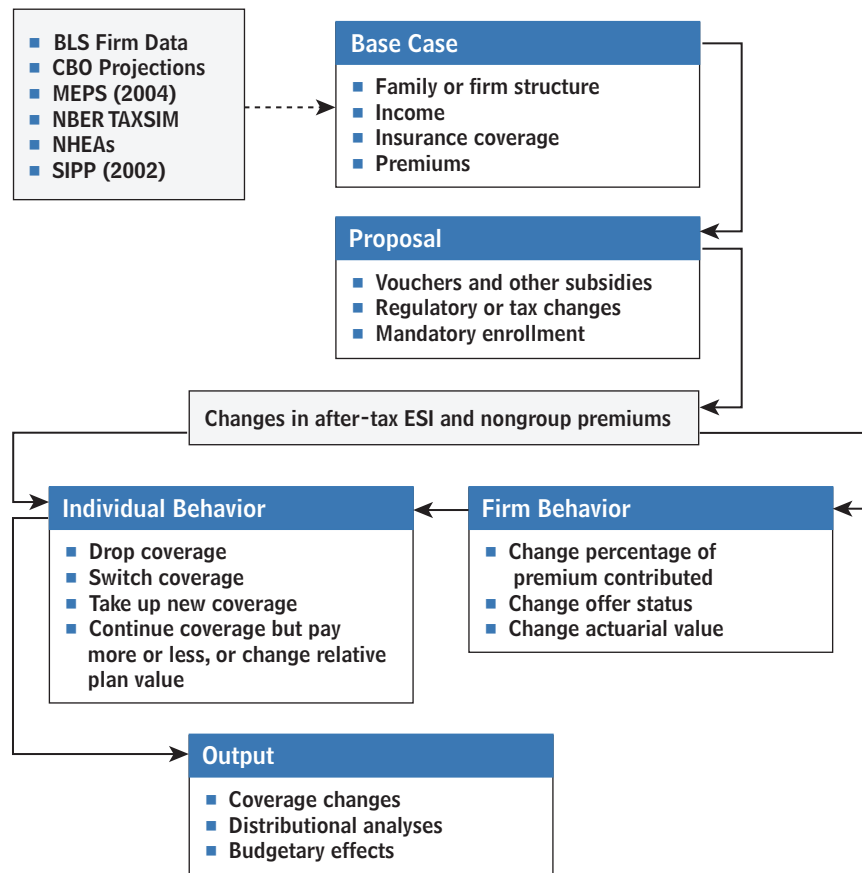 BLS Firm Data
CBO Projections
MEPS (2004)
NBER TAXSIM
NHEAs
SIPP (2002)
Base Case
Family or firm structure
Income
Insurance coverage
Premiums
Proposal
Vouchers and other subsidies
Regulatory or tax changes
Mandatory enrollment
Changes in after-tax ESI and nongroup premiums
Individual Behavior
Drop coverage
Switch coverage
Take up new coverage
Continue coverage but pay
more or less, or change relative
plan value
Firm Behavior
Change percentage of
premium contributed
Change offer status
Change actuarial value
Output
Coverage changes
Distributional analyses
Budgetary effects